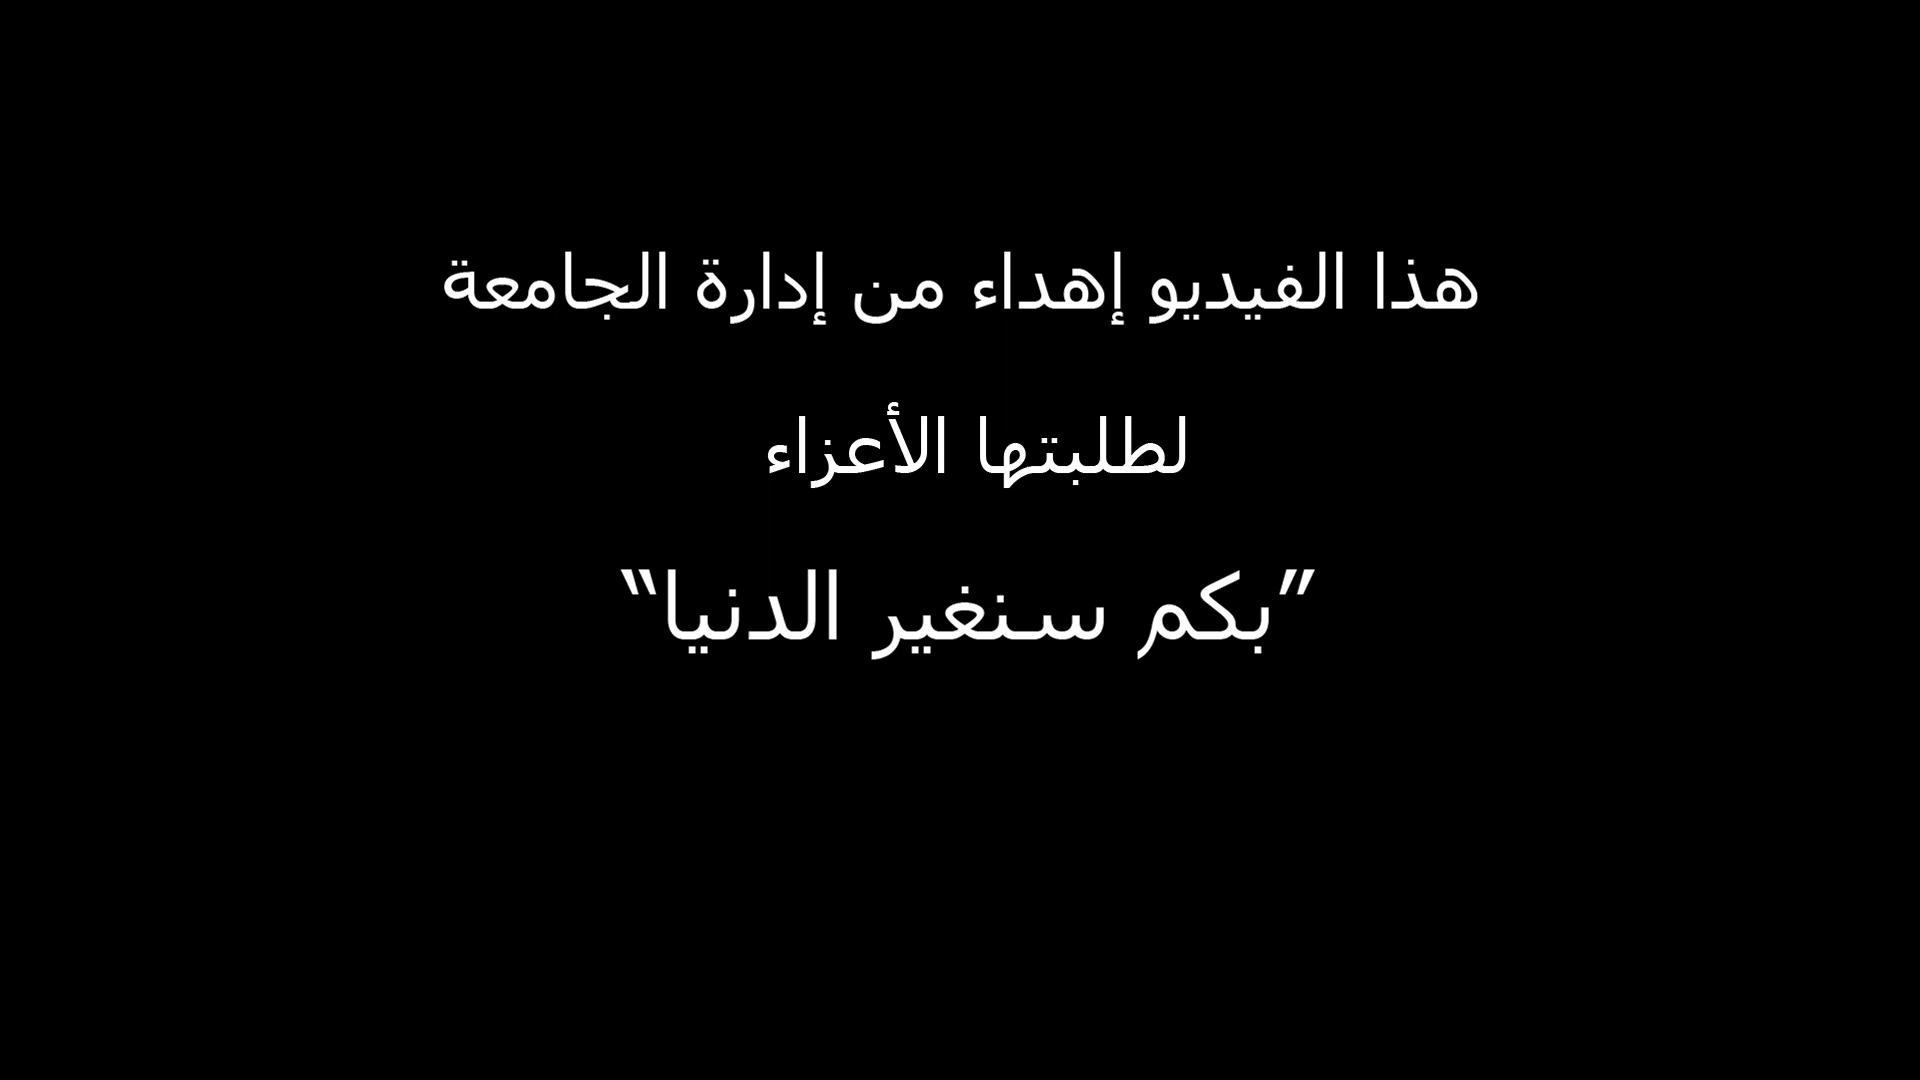 هذا الفيديو إهداء من إدارة الجامعة
لطلبتها الأعزاء
”بكم سنغير الدنيا“